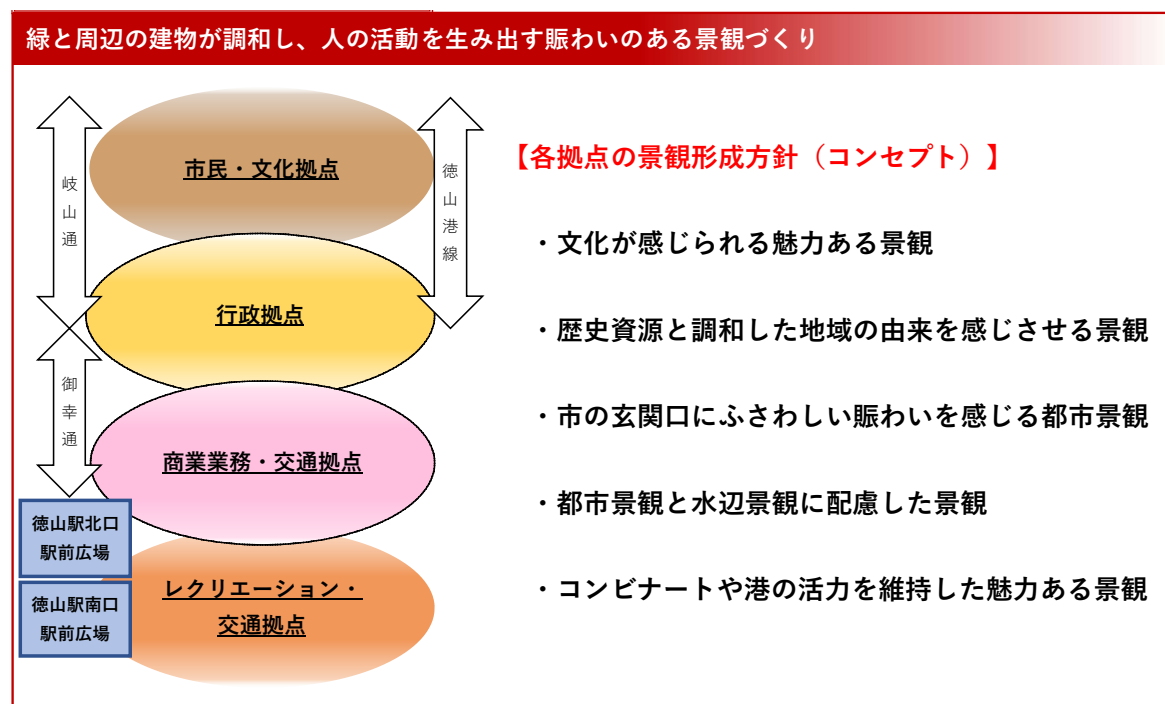 緑と周辺の建物が調和し、人の活動を生み出す賑わいのある景観づくり
岐山通
徳山港線
市民・文化拠点
行政拠点
御幸通
商業業務・交通拠点
徳山駅北口
駅前広場
徳山駅南口
駅前広場
レクリエーション・
交通拠点
【各拠点の景観形成方針（コンセプト）】
・文化が感じられる魅力ある景観
・歴史資源と調和した地域の由来を感じさせる景観
・市の玄関口にふさわしい賑わいを感じる都市景観
・都市景観と水辺景観に配慮した景観
・コンビナートや港の活力を維持した魅力ある景観